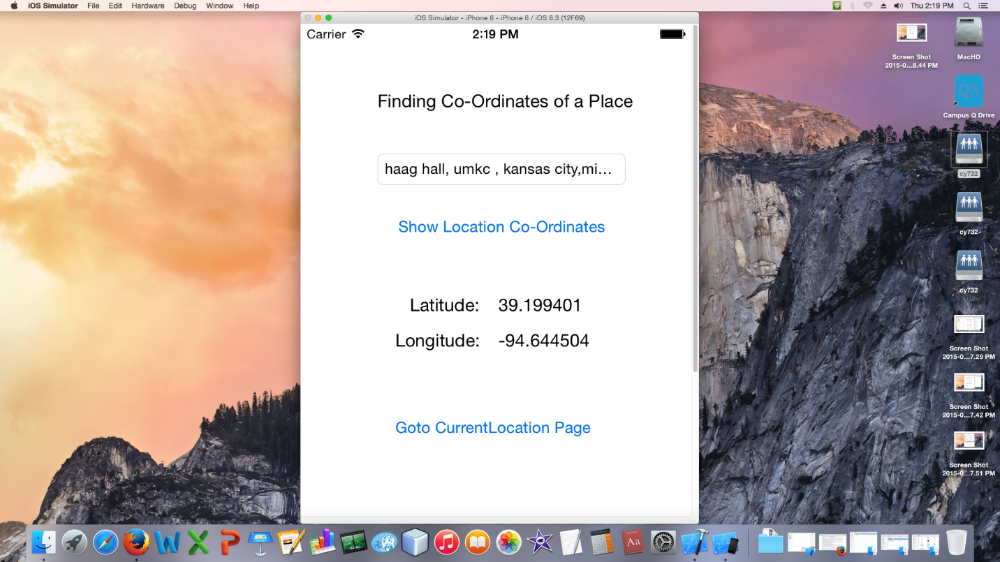 iOS Simulator File Edit Hardware Debug Window Help
Thu 2:19 PM
iOS Simulator - iPhone 6 - iPhone 6 / iOS 8.3 (12F69)
Carrier 2:19 PM
Finding Co-Ordinates of a Place
haag hall, umkc , kansas city,mi…
Show Location Co-Ordinates
Latitude: 39.199401
Longitude: -94.644504
Goto CurrentLocation Page
Screen Shot
2015-0...8.44 PM
MacHD
Q:\
Campus Q Drive
cy732
cy732-
cy732
Screen Shot
2015-0...7.29 PM
Screen Shot
2015-0...7.42 PM
Screen Shot
2015-0...7.51 PM
Aa